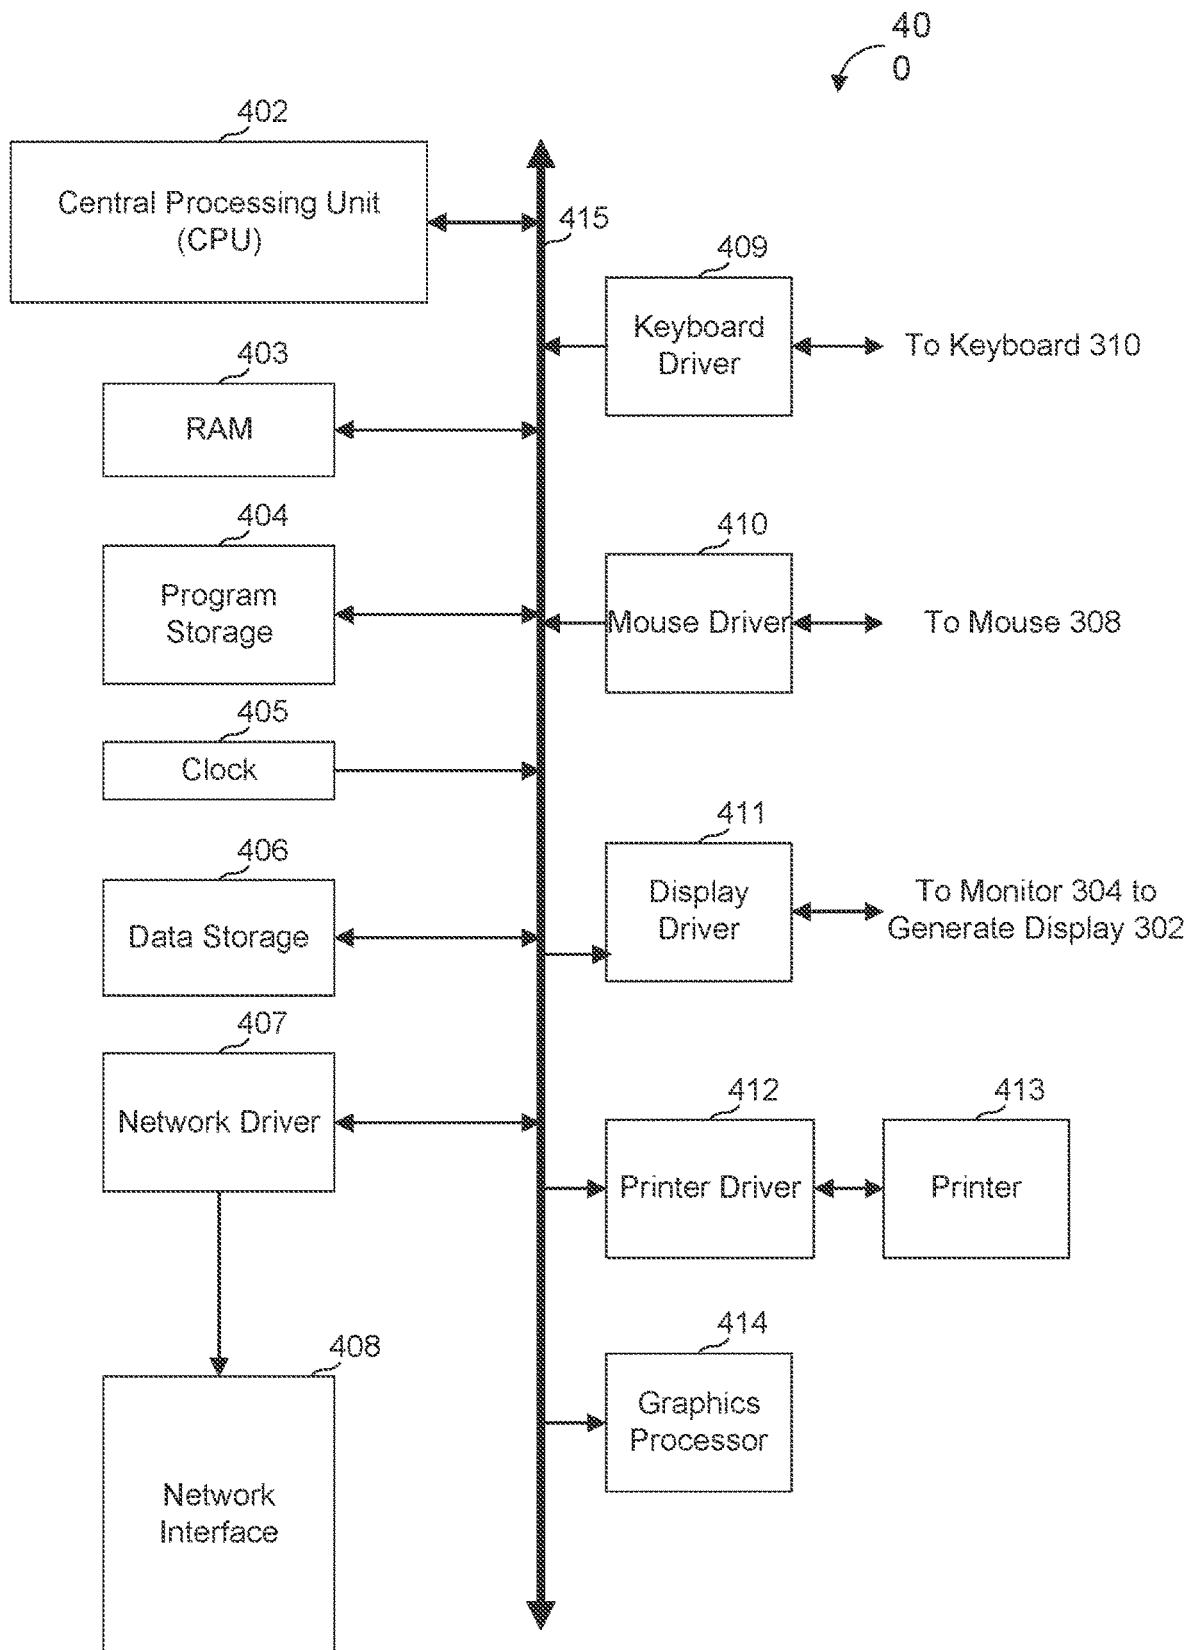 40
0
402
Central Processing Unit
(CPU)
415
409
Keyboard
Driver
To Keyboard 310
403
RAM
404
Program
Storage
410
Mouse Driver
To Mouse 308
405
Clock
411
Display
Driver
To Monitor 304 to
Generate Display 302
406
Data Storage
407
Network Driver
412
Printer Driver
413
Printer
408
Network
Interface
414
Graphics
Processor